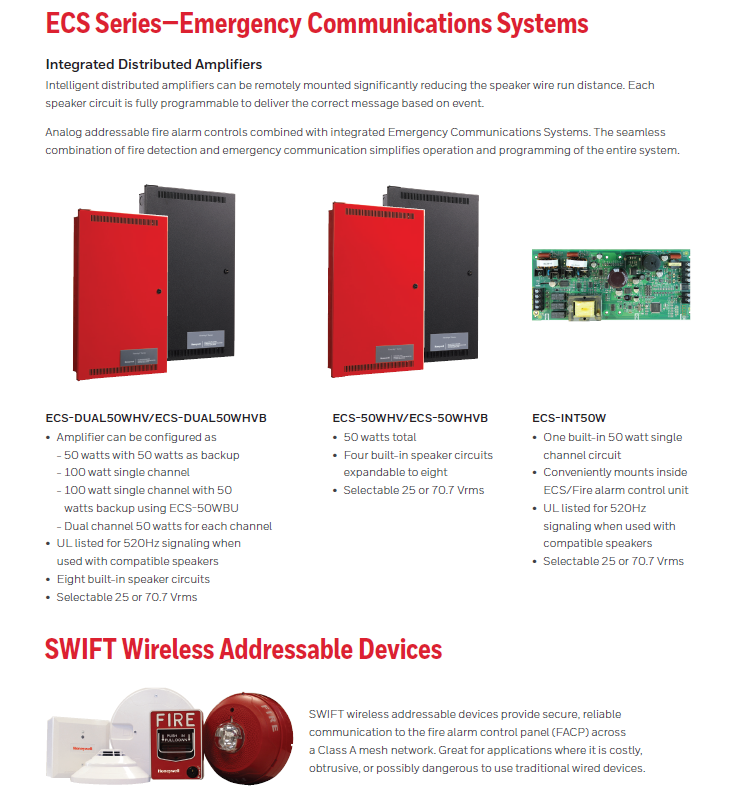 ECS Series—Emergency Communications Systems
Integrated Distributed Amplifiers
Intelligent distributed amplifiers can be remotely mounted significantly reducing the speaker wire run distance. Each
speaker circuit is fully programmable to deliver the correct message based on event.
Analog addressable fire alarm controls combined with integrated Emergency Communications Systems. The seamless
combination of fire detection and emergency communication simplifies operation and programming of the entire system.
ECS-DUAL50WHV/ECS-DUAL50WHVB
• Amplifier can be configured as
- 50 watts with 50 watts as backup
- 100 watt single channel
- 100 watt single channel with 50
watts backup using ECS-50WBU
- Dual channel 50 watts for each channel
• UL listed for 520Hz signaling when
used with compatible speakers
• Eight built-in speaker circuits
• Selectable 25 or 70.7 Vrms
ECS-50WHV/ECS-50WHVB
• 50 watts total
• Four built-in speaker circuits
expandable to eight
• Selectable 25 or 70.7 Vrms
ECS-INT50W
• One built-in 50 watt single
channel circuit
• Conveniently mounts inside
ECS/Fire alarm control unit
• UL listed for 520Hz
signaling when used with
compatible speakers
• Selectable 25 or 70.7 Vrms
SWIFT Wireless Addressable Devices
Honeywell
FIRE
PUSH IN
PULL DOWN
Honeywell
FIRE
SWIFT wireless addressable devices provide secure, reliable
communication to the fire alarm control panel (FACP) across
a Class A mesh network. Great for applications where it is costly,
obtrusive, or possibly dangerous to use traditional wired devices.